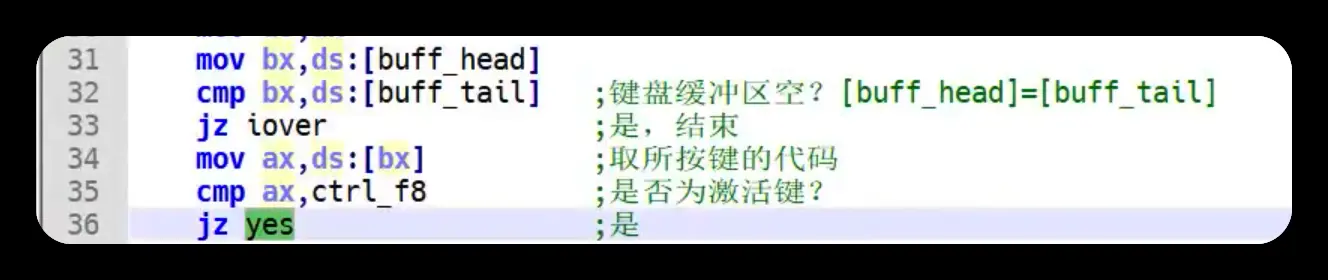 31 mov bx,ds:[buff_head]
32 cmp bx,ds:[buff_tail] ;键盘缓冲区空？[buff_head]=[buff_tail]
33 jz iover ;是，结束
34 mov ax,ds:[bx] ;取所按键的代码
35 cmp ax,ctrl_f8 ;是否为激活键？
36 jz yes ;是